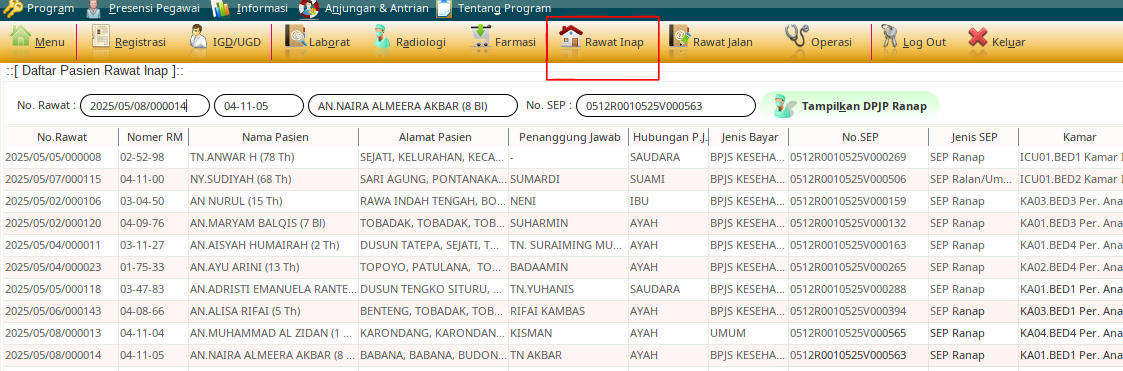 Program Presensi Pegawai Informasi Anjungan & Antrian Tentang Program
Menu Registrasi IGD/UGD Laborat Radiologi Farmasi Rawat Inap Rawat Jalan Operasi Log Out Keluar
::[ Daftar Pasien Rawat Inap ]::
No. Rawat : 2025/05/08/000014 04-11-05 AN.NAIRA ALMEERA AKBAR (8 Bl) No. SEP : 0512R0010525V000563 Tampilkan DPJP Ranap
No.Rawat Nomer RM Nama Pasien Alamat Pasien Penanggung Jawab Hubungan P.J. Jenis Bayar No.SEP Jenis SEP Kamar
2025/05/05/000008 02-52-98 TN.ANWAR H (78 Th) SEJATI, KELURAHAN, KECA... - SAUDARA BPJS KESEHA... 0512R0010525V000269 SEP Ranap ICU01.BED1 Kamar I
2025/05/07/000115 04-11-00 NY.SUDIYAH (68 Th) SARI AGUNG, PONTANAKA... SUMARDI SUAMI BPJS KESEHA... 0512R0010525V000506 SEP Ralan/Um... ICU01.BED2 Kamar I
2025/05/02/000106 03-04-50 AN NURUL (15 Th) RAWA INDAH TENGAH, BO... NENI IBU BPJS KESEHA... 0512R0010525V000159 SEP Ranap KA03.BED3 Per. Ana
2025/05/02/000120 04-09-76 AN.MARYAM BALQIS (7 Bl) TOBADAK, TOBADAK, TOB... SUHARMIN AYAH BPJS KESEHA... 0512R0010525V000132 SEP Ranap KA01.BED3 Per. Ana
2025/05/04/000011 03-11-27 AN.AISYAH HUMAIRAH (2 Th) DUSUN TATEPA, SEJATI, T... TN. SURAIMING MU... AYAH BPJS KESEHA... 0512R0010525V000163 SEP Ranap KA01.BED4 Per. Ana
2025/05/04/000023 01-75-33 AN.AYU ARINI (13 Th) TOPOYO, PATULANA, TO... BADAAMIN AYAH BPJS KESEHA... 0512R0010525V000265 SEP Ranap KA02.BED4 Per. Ana
2025/05/05/000118 03-47-83 AN.ADRISTI EMANUELA RANTE... DUSUN TENGKO SITURU, ... TN.YUHANIS SAUDARA BPJS KESEHA... 0512R0010525V000288 SEP Ranap KA01.BED1 Per. Ana
2025/05/06/000143 04-08-66 AN.ALISA RIFAI (5 Th) BENTENG, TOBADAK, TOB... RIFAI KAMBAS AYAH BPJS KESEHA... 0512R0010525V000394 SEP Ranap KA03.BED1 Per. Ana
2025/05/08/000013 04-11-04 AN.MUHAMMAD AL ZIDAN (1 ... KARONDANG, KARONDANG,... KISMAN AYAH UMUM 0512R0010525V000565 SEP Ranap KA04.BED4 Per. Ana
2025/05/08/000014 04-11-05 AN.NAIRA ALMEERA AKBAR (8 ... BABANA, BABANA, BUDON... TN AKBAR AYAH BPJS KESEHA... 0512R0010525V000563 SEP Ranap KA01.BED1 Per. Ana